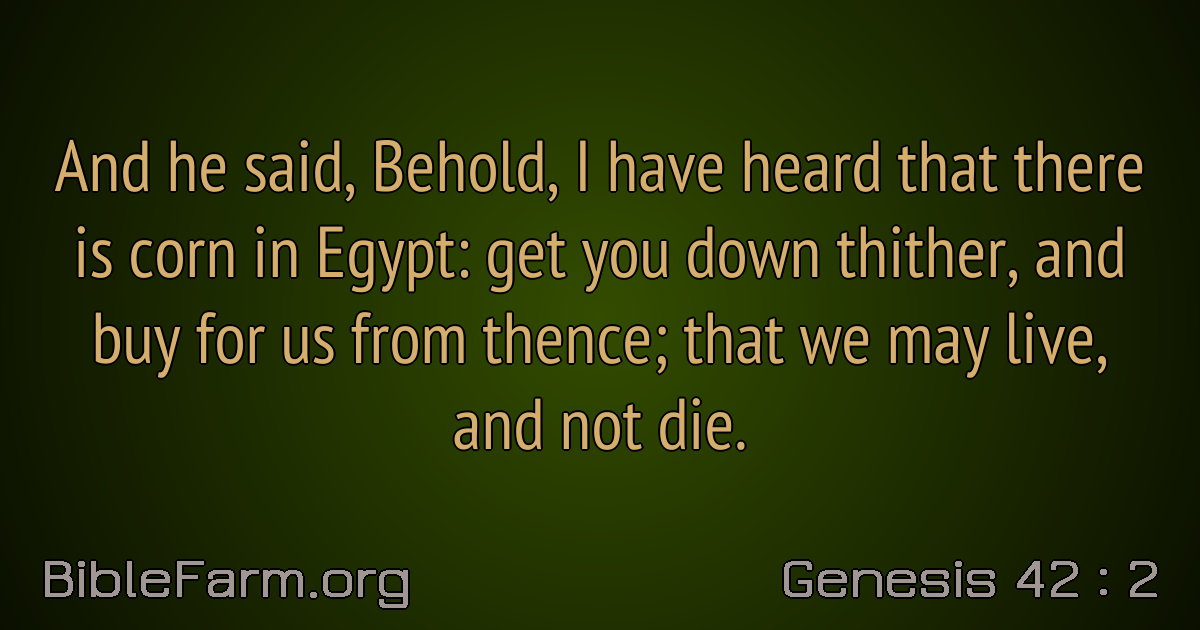 And he said, Behold, I have heard that there
is corn in Egypt: get you down thither, and
buy for us from thence; that we may live,
and not die.
BibleFarm.org
Genesis 42 : 2